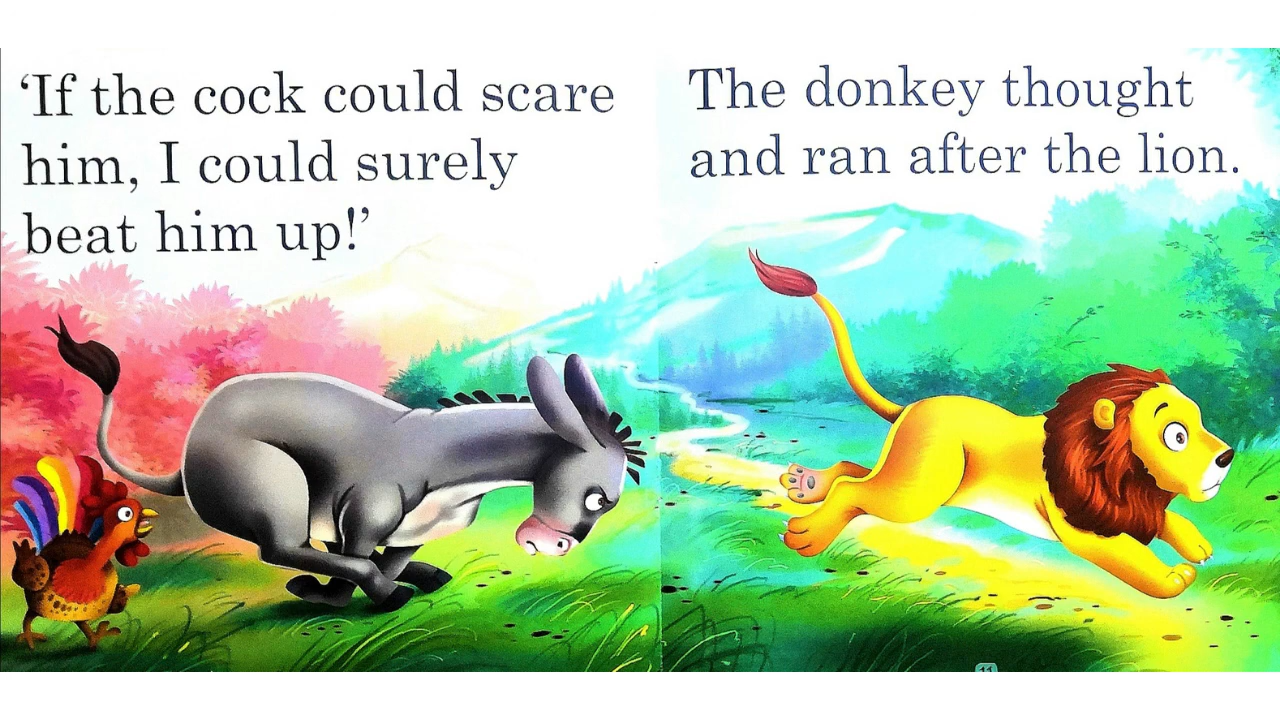 ‘If the cock could scare
him, I could surely
beat him up!’
The donkey thought
and ran after the lion.
11